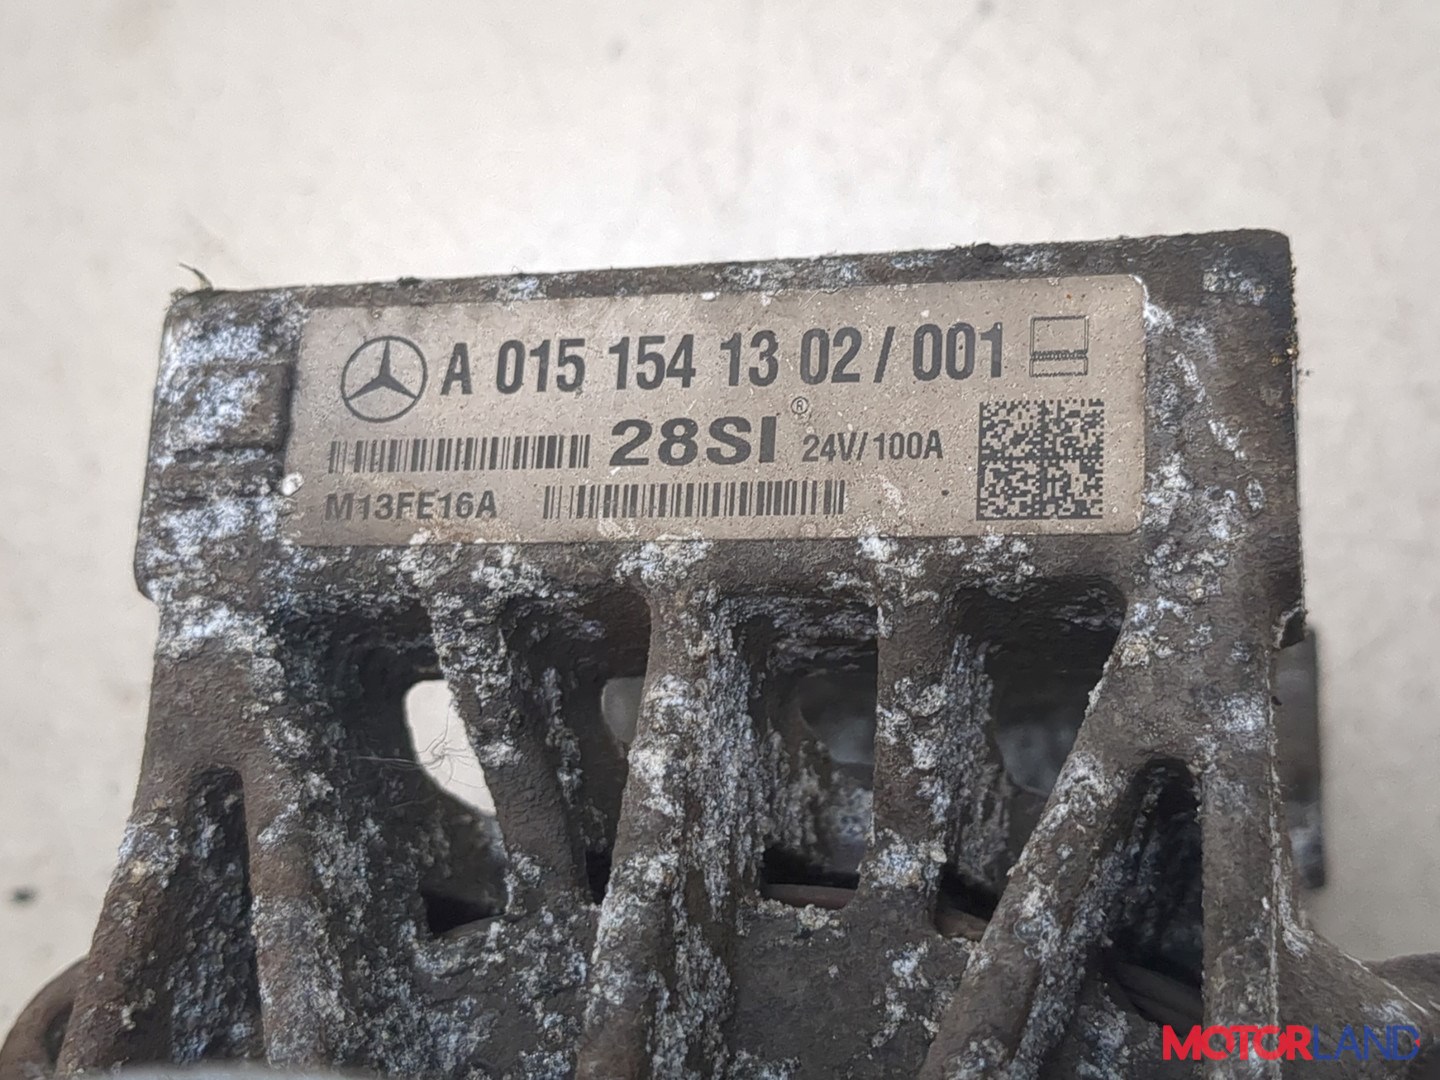 A 015 154 13 02/001
28SI® 24V/100A
M13FE16A
MOTORLAND